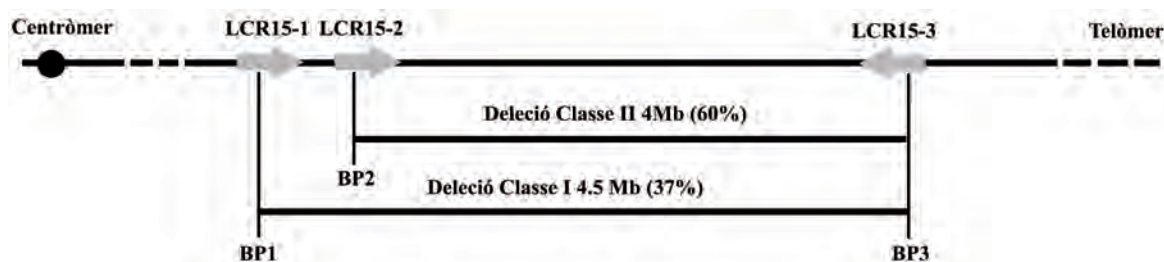 Centròmer LCR15-1 LCR15-2 LCR15-3 Telòmer
Deleció Classe II 4Mb (60%)
BP2
Deleció Classe I 4.5 Mb (37%)
BP1 BP3